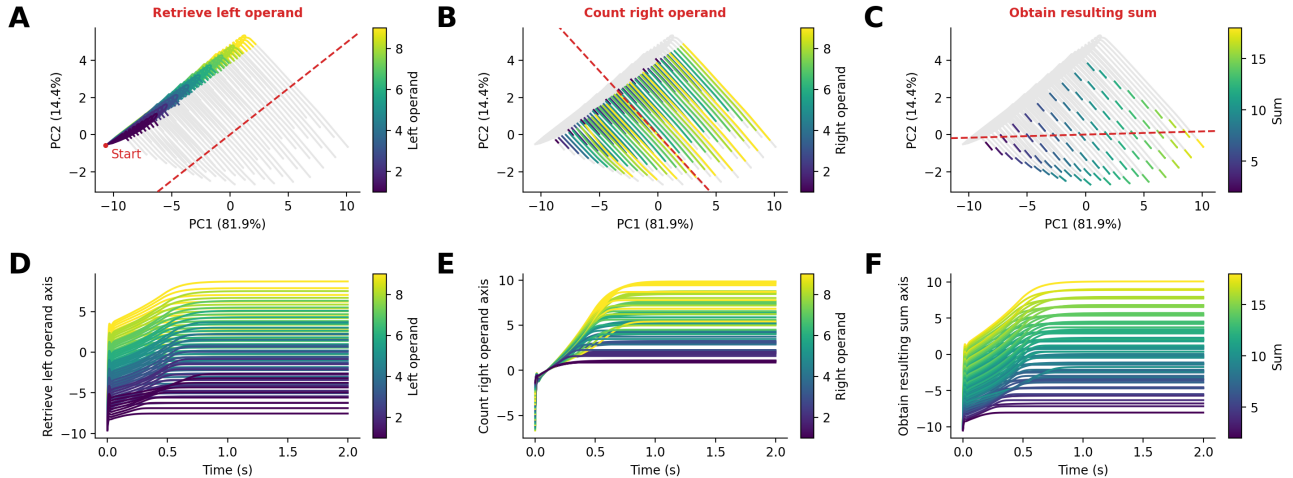 A
Retrieve left operand
PC2 (14.4%)
4
2
0
−2
−10
−5
0
5
10
PC1 (81.9%)
Start
8
6
4
2
Left operand
B
Count right operand
PC2 (14.4%)
4
2
0
−2
−10
−5
0
5
10
PC1 (81.9%)
8
6
4
2
Right operand
C
Obtain resulting sum
PC2 (14.4%)
4
2
0
−2
−10
−5
0
5
10
PC1 (81.9%)
15
10
5
Sum
D
Retrieve left operand axis
5
0
−5
−10
0.0
0.5
1.0
1.5
2.0
Time (s)
8
6
4
2
Left operand
E
Count right operand axis
10
5
0
−5
0.0
0.5
1.0
1.5
2.0
Time (s)
8
6
4
2
Right operand
F
Obtain resulting sum axis
10
5
0
−5
−10
0.0
0.5
1.0
1.5
2.0
Time (s)
15
10
5
Sum